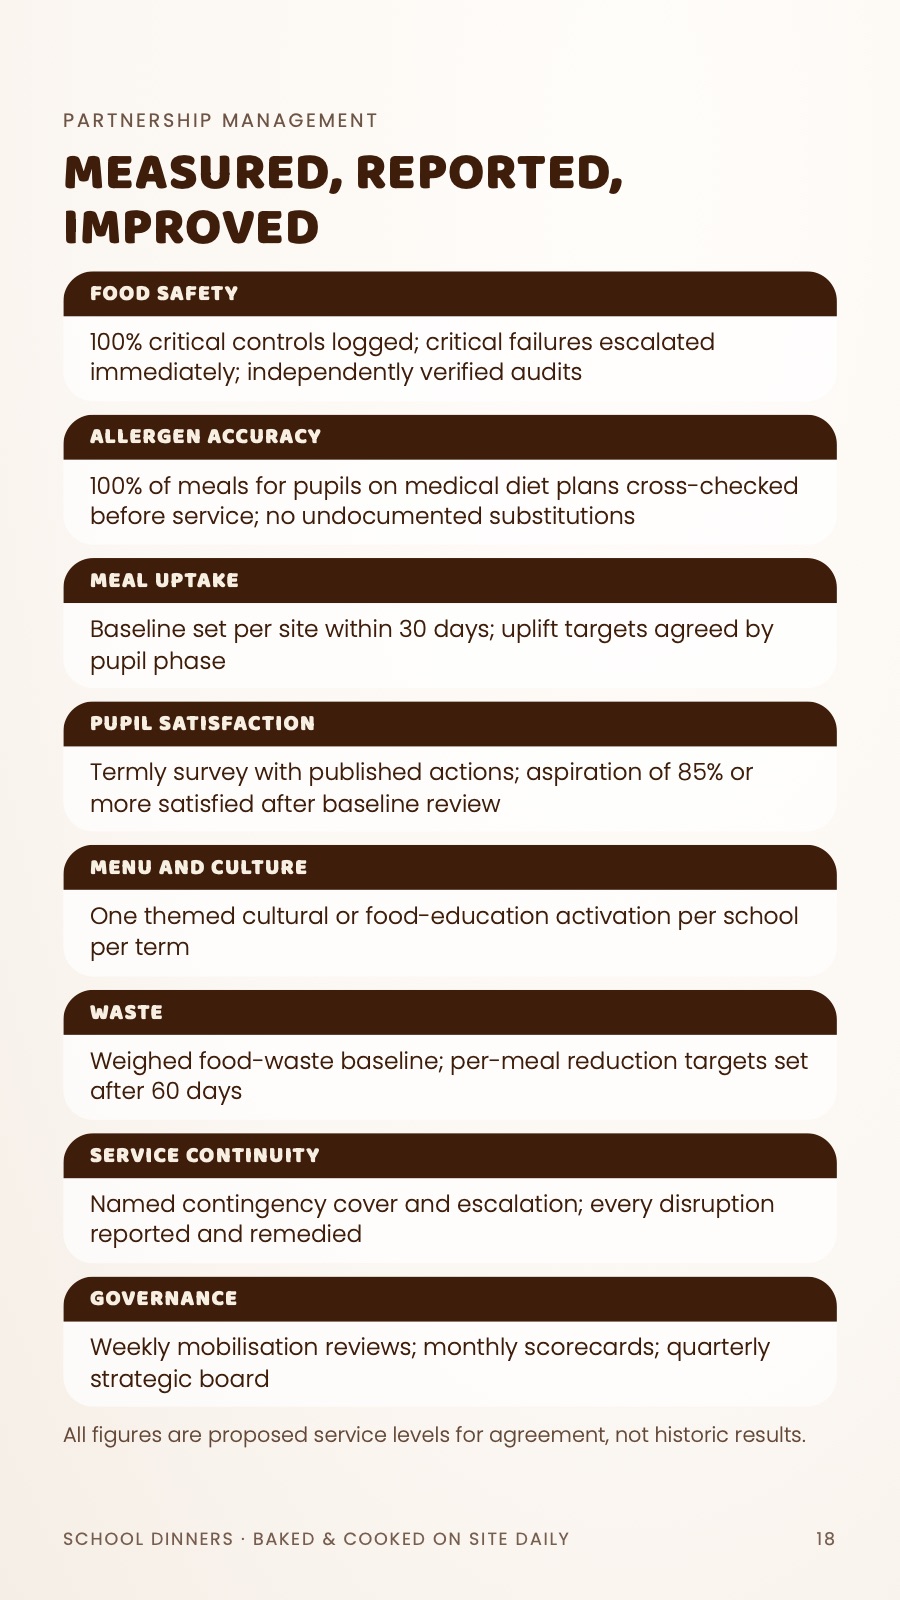 PARTNERSHIP MANAGEMENT
MEASURED, REPORTED,
IMPROVED
FOOD SAFETY
100% critical controls logged; critical failures escalated
immediately; independently verified audits
ALLERGEN ACCURACY
100% of meals for pupils on medical diet plans cross-checked
before service; no undocumented substitutions
MEAL UPTAKE
Baseline set per site within 30 days; uplift targets agreed by
pupil phase
PUPIL SATISFACTION
Termly survey with published actions; aspiration of 85% or
more satisfied after baseline review
MENU AND CULTURE
One themed cultural or food-education activation per school
per term
WASTE
Weighed food-waste baseline; per-meal reduction targets set
after 60 days
SERVICE CONTINUITY
Named contingency cover and escalation; every disruption
reported and remedied
GOVERNANCE
Weekly mobilisation reviews; monthly scorecards; quarterly
strategic board
All figures are proposed service levels for agreement, not historic results.
SCHOOL DINNERS · BAKED & COOKED ON SITE DAILY 18